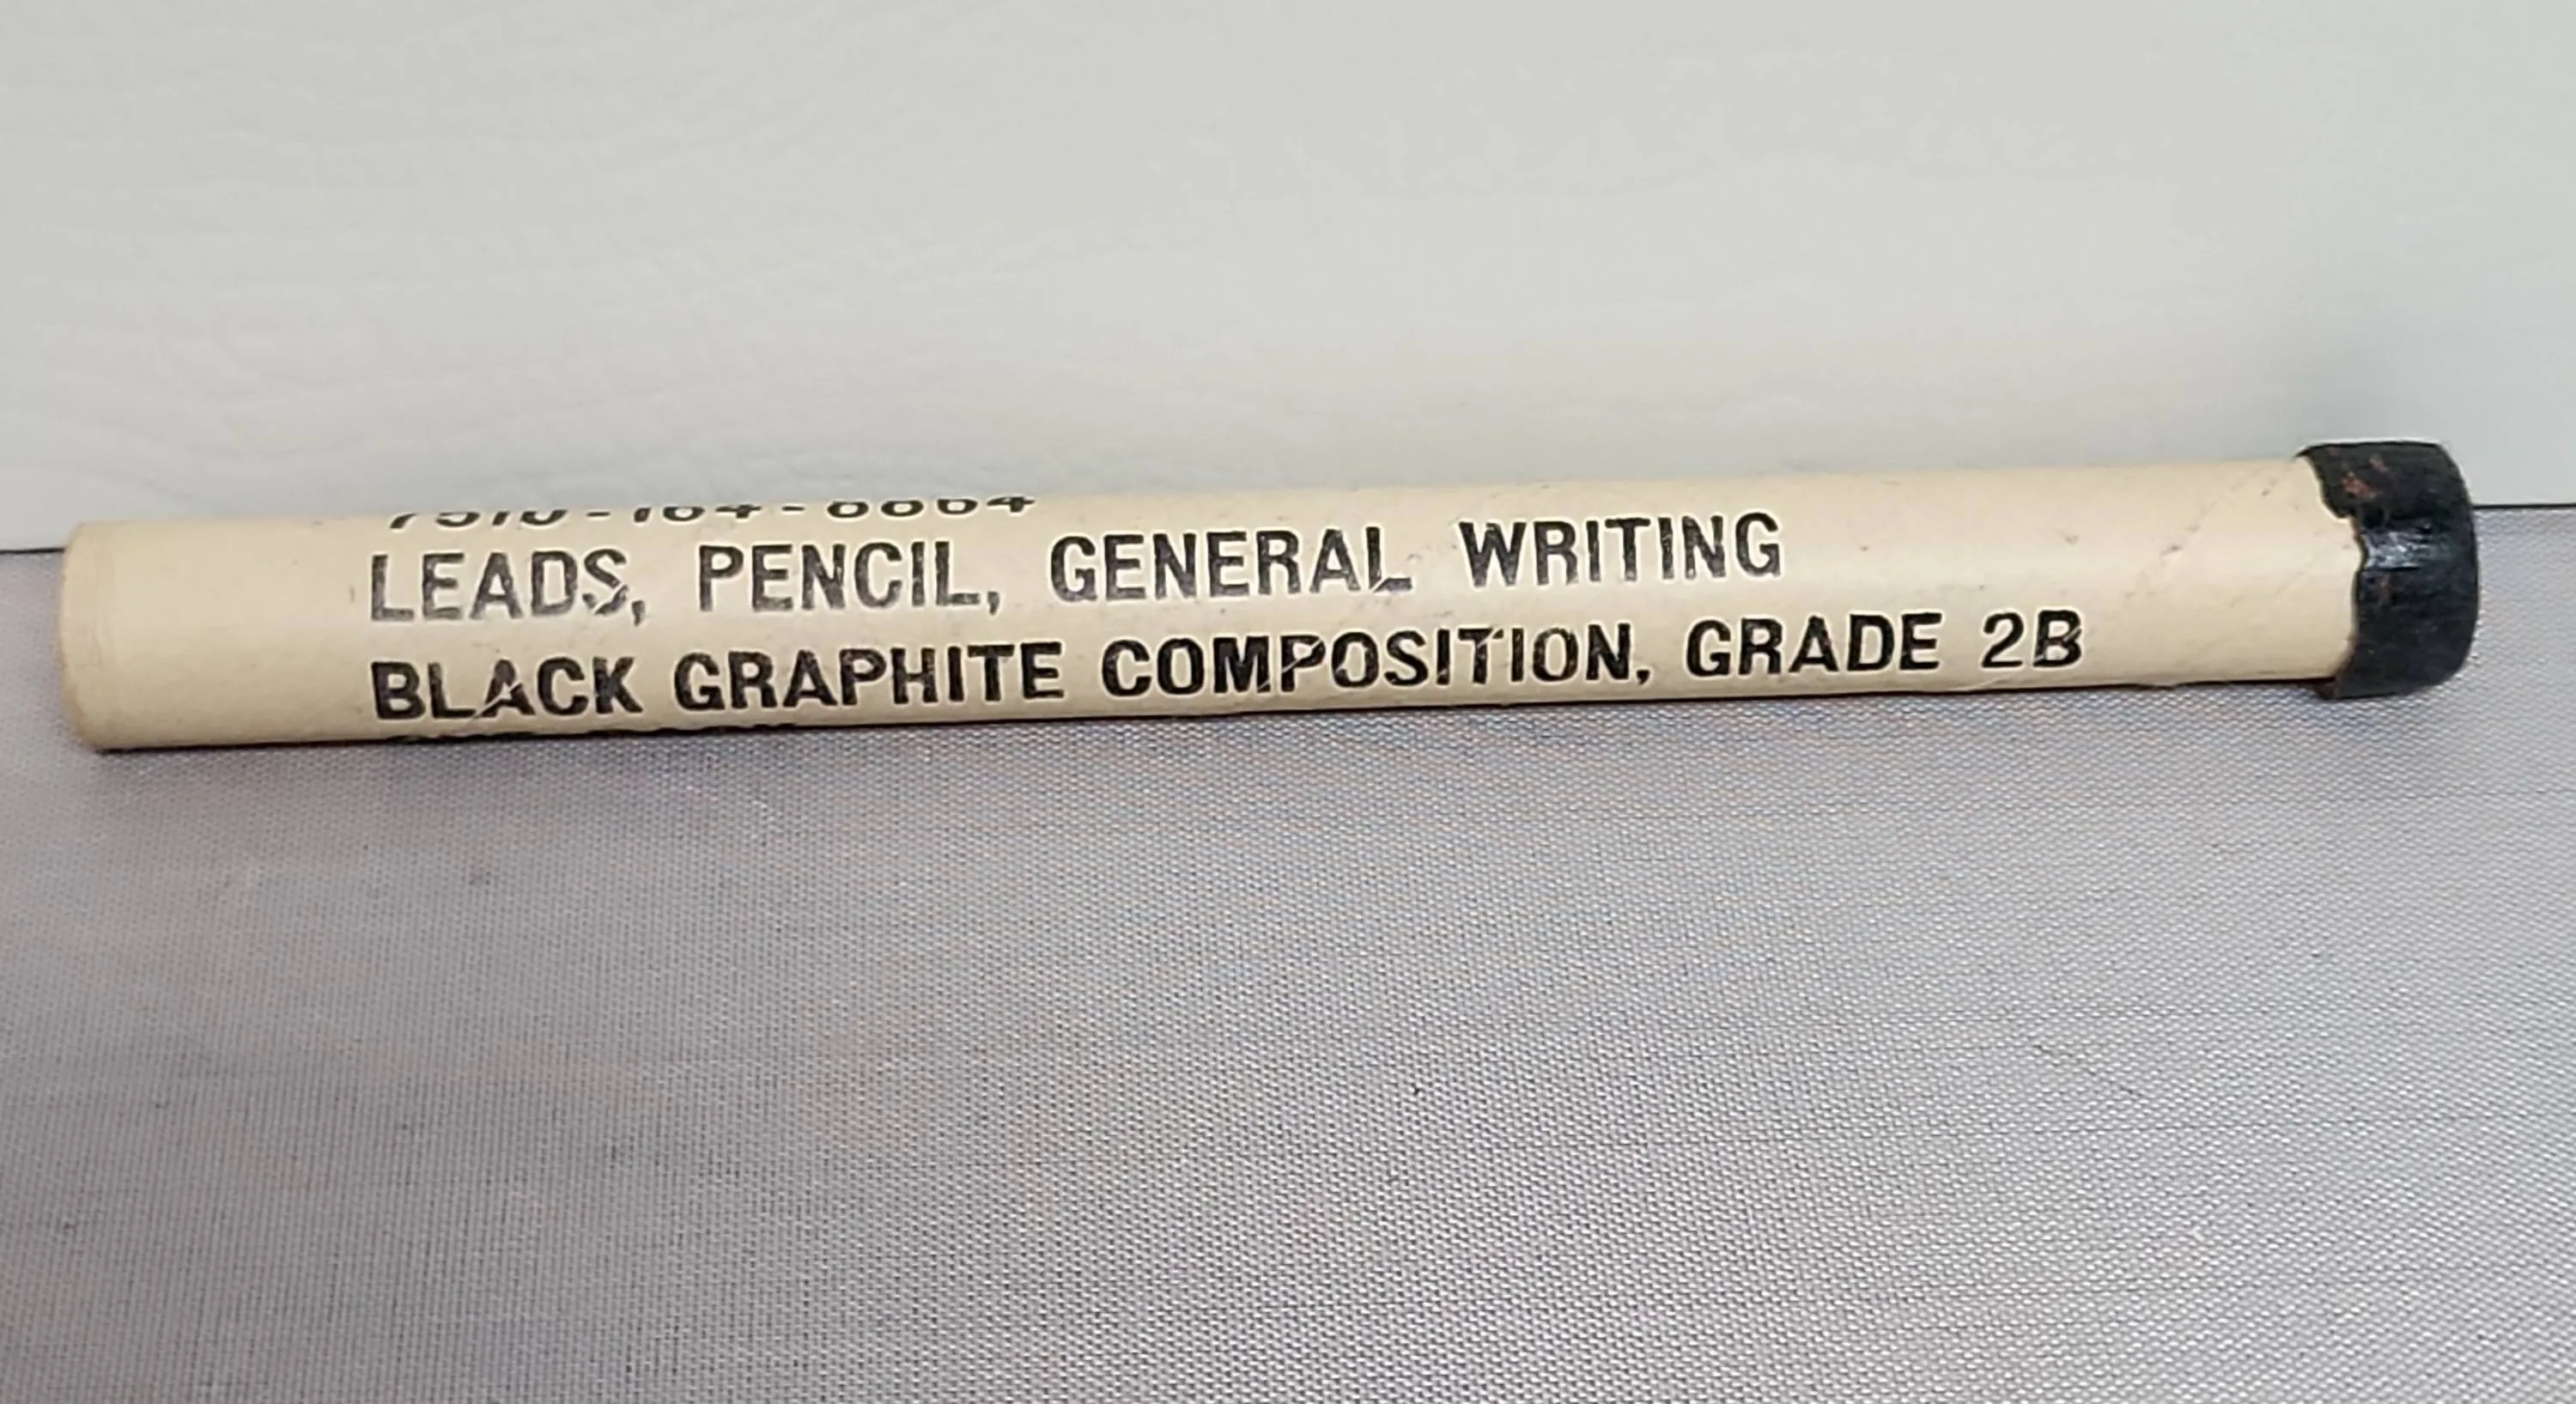 LEADS, PENCIL, GENERAL WRITING
BLACK GRAPHITE COMPOSITION, GRADE 2B